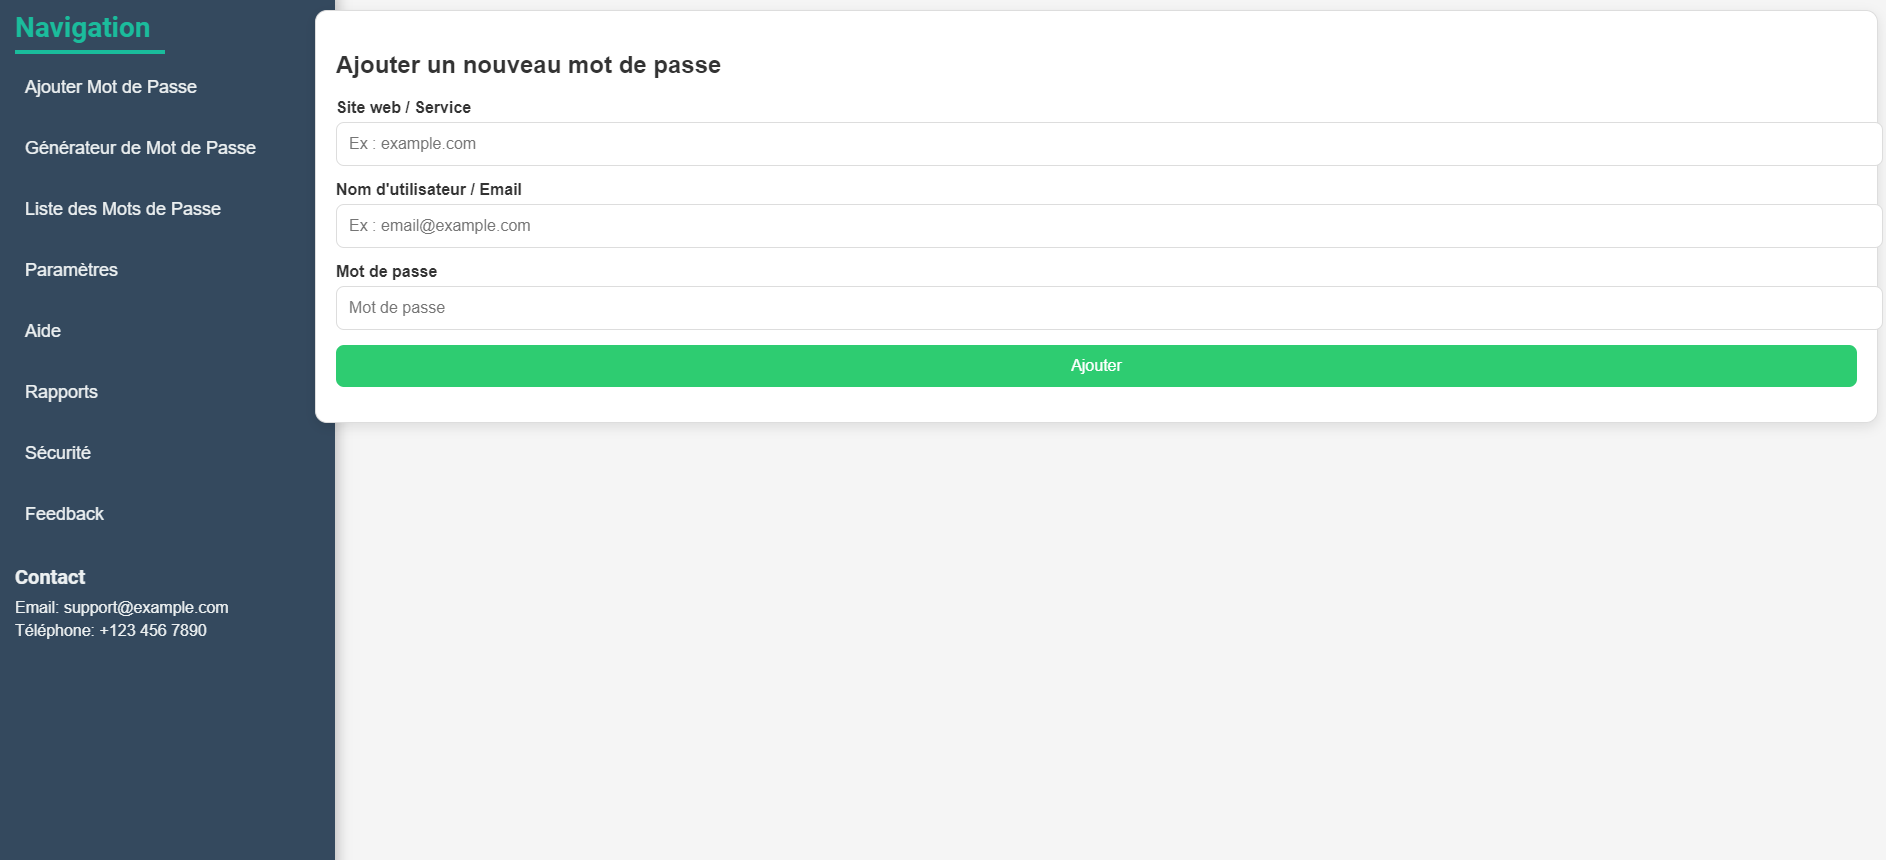 Navigation
Ajouter Mot de Passe
Générateur de Mot de Passe
Liste des Mots de Passe
Paramètres
Aide
Rapports
Sécurité
Feedback
Contact
Email: support@example.com
Téléphone: +123 456 7890
Ajouter un nouveau mot de passe
Site web / Service
Ex : example.com
Nom d'utilisateur / Email
Ex : email@example.com
Mot de passe
Mot de passe
Ajouter